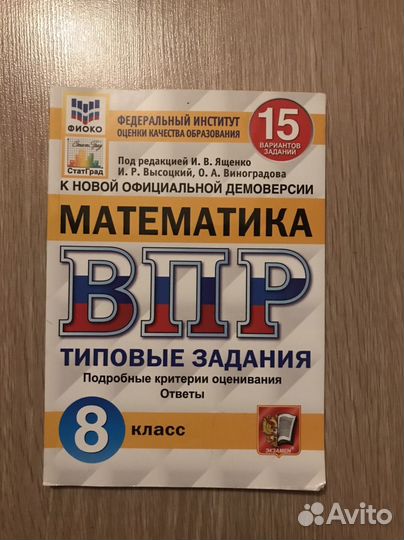 ФИОКО
СтатГрад
ФЕДЕРАЛЬНЫЙ ИНСТИТУТ
ОЦЕНКИ КАЧЕСТВА ОБРАЗОВАНИЯ
15
ВАРИАНТОВ
ЗАДАНИЙ
Под редакцией И. В. Ященко
И. Р. Высоцкий, О. А. Виноградова
К НОВОЙ ОФИЦИАЛЬНОЙ ДЕМОВЕРСИИ
МАТЕМАТИКА
ВПР
ТИПОВЫЕ ЗАДАНИЯ
Подробные критерии оценивания
Ответы
8 класс
ЭКЗАМЕН
Avito